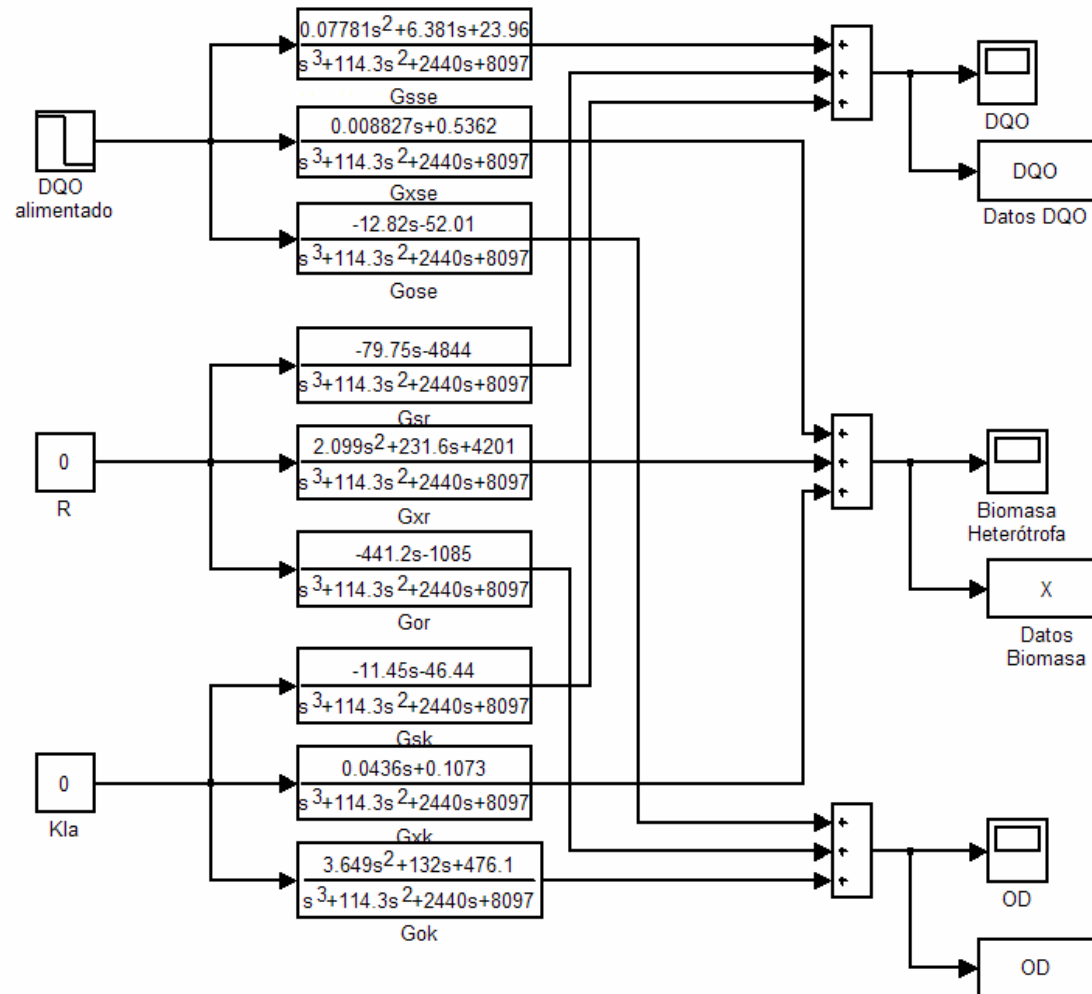 0.07781s²+6.381s+23.96
s³+114.3s²+2440s+8097
Gsse
0.008827s+0.5362
s³+114.3s²+2440s+8097
Gxse
-12.82s-52.01
s³+114.3s²+2440s+8097
Gose
DQO
alimentado
-79.75s-4844
s³+114.3s²+2440s+8097
Gsr
2.099s²+231.6s+4201
s³+114.3s²+2440s+8097
Gxr
-441.2s-1085
s³+114.3s²+2440s+8097
Gor
0
R
-11.45s-46.44
s³+114.3s²+2440s+8097
Gsk
0.0436s+0.1073
s³+114.3s²+2440s+8097
Gxk
3.649s²+132s+476.1
s³+114.3s²+2440s+8097
Gok
0
Kla
DQO
DQO
Datos DQO
Biomasa
Heterótrofa
X
Datos
Biomasa
OD
OD